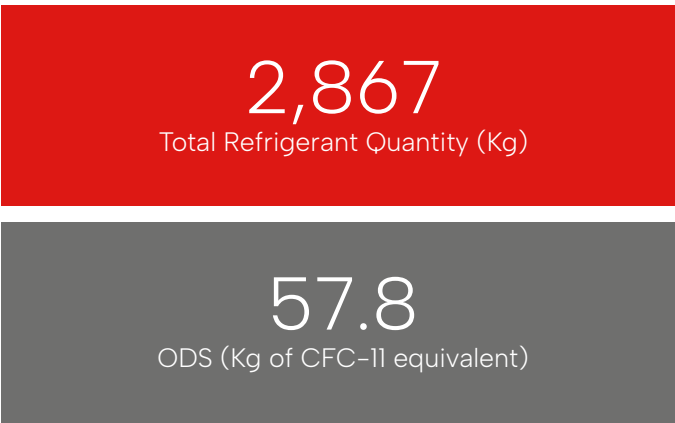 2,867
Total Refrigerant Quantity (Kg)
57.8
ODS (Kg of CFC-11 equivalent)